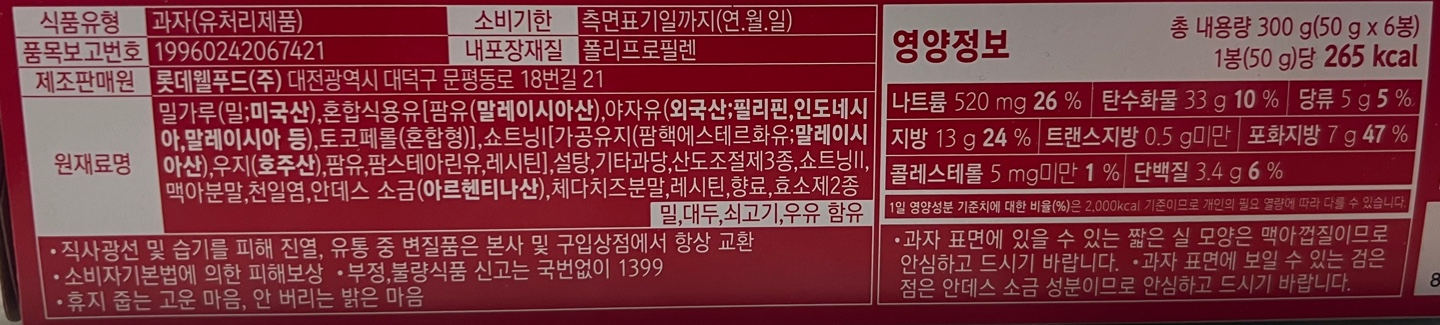 식품유형 과자(유처리제품) 소비기한 측면표기일까지(연.월.일)
품목보고번호 19960242067421 내포장재질 폴리프로필렌
제조판매원 롯데웰푸드(주) 대전광역시 대덕구 문평동로 18번길 21
원재료명
밀가루(밀;미국산),혼합식용유[팜유(말레이시아산),야자유(외국산;필리핀,인도네시
아,말레이시아 등),토코페롤(혼합형)],쇼트닝I[가공유지(팜핵에스테르화유;말레이시
아산),우지(호주산),팜유,팜스테아린유,레시틴],설탕,기타과당,산도조절제3종,쇼트닝II,
맥아분말,천일염,안데스 소금(아르헨티나산),체다치즈분말,레시틴,향료,효소제2종
밀,대두,쇠고기,우유 함유
•직사광선 및 습기를 피해 진열, 유통 중 변질품은 본사 및 구입상점에서 항상 교환
•소비자기본법에 의한 피해보상 •부정,불량식품 신고는 국번없이 1399
•휴지 줍는 고운 마음, 안 버리는 밝은 마음
영양정보
총 내용량 300 g(50 g x 6봉)
1봉(50 g)당 265 kcal
나트륨 520 mg 26 % 탄수화물 33 g 10 % 당류 5 g 5 %
지방 13 g 24 % 트랜스지방 0.5 g미만 포화지방 7 g 47 %
콜레스테롤 5 mg미만 1 % 단백질 3.4 g 6 %
1일 영양성분 기준치에 대한 비율(%)은 2,000kcal 기준이므로 개인의 필요 열량에 따라 다를 수 있습니다.
•과자 표면에 있을 수 있는 짧은 실 모양은 맥아껍질이므로
안심하고 드시기 바랍니다. •과자 표면에 보일 수 있는 검은
점은 안데스 소금 성분이므로 안심하고 드시기 바랍니다.
8